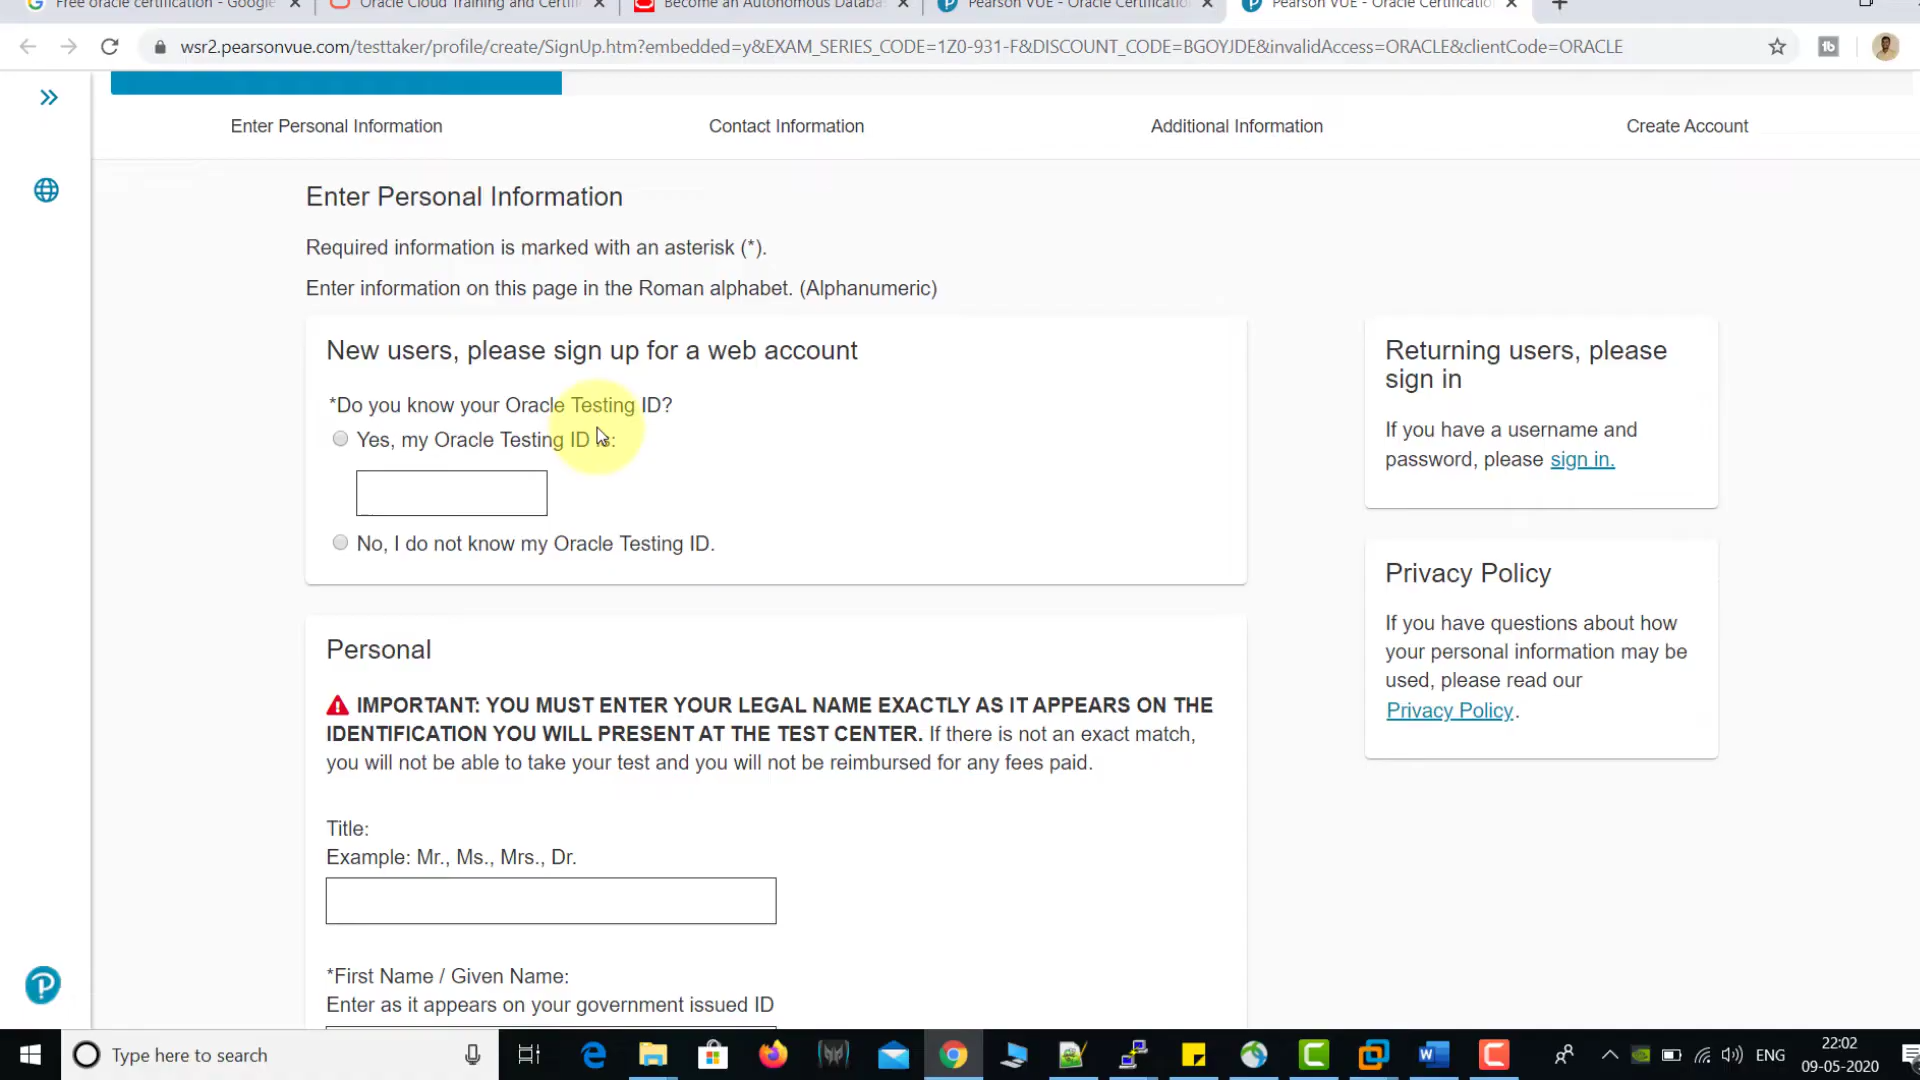 Free oracle certification - Google
Oracle Cloud Training and Certifi
Become an Autonomous Databa
Pearson VUE - Oracle Certificatio
Pearson VUE - Oracle Certificatio
wsr2.pearsonvue.com/testtaker/profile/create/SignUp.htm?embedded=y&EXAM_SERIES_CODE=1Z0-931-F&DISCOUNT_CODE=BGOYJDE&invalidAccess=ORACLE&clientCode=ORACLE
Enter Personal Information
Contact Information
Additional Information
Create Account
Enter Personal Information
Required information is marked with an asterisk (*).
Enter information on this page in the Roman alphabet. (Alphanumeric)
New users, please sign up for a web account
*Do you know your Oracle Testing ID?
Yes, my Oracle Testing ID is:
No, I do not know my Oracle Testing ID.
Returning users, please
sign in
If you have a username and
password, please sign in.
Privacy Policy
If you have questions about how
your personal information may be
used, please read our
Privacy Policy.
Personal
IMPORTANT: YOU MUST ENTER YOUR LEGAL NAME EXACTLY AS IT APPEARS ON THE
IDENTIFICATION YOU WILL PRESENT AT THE TEST CENTER. If there is not an exact match,
you will not be able to take your test and you will not be reimbursed for any fees paid.
Title:
Example: Mr., Ms., Mrs., Dr.
*First Name / Given Name:
Enter as it appears on your government issued ID
Type here to search
ENG
22:02
09-05-2020